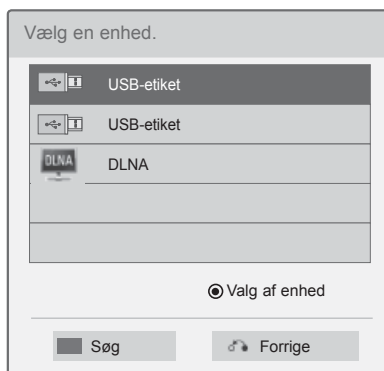 Vælg en enhed.
USB-etiket
USB-etiket
DLNA DLNA
Valg af enhed
Søg Forrige